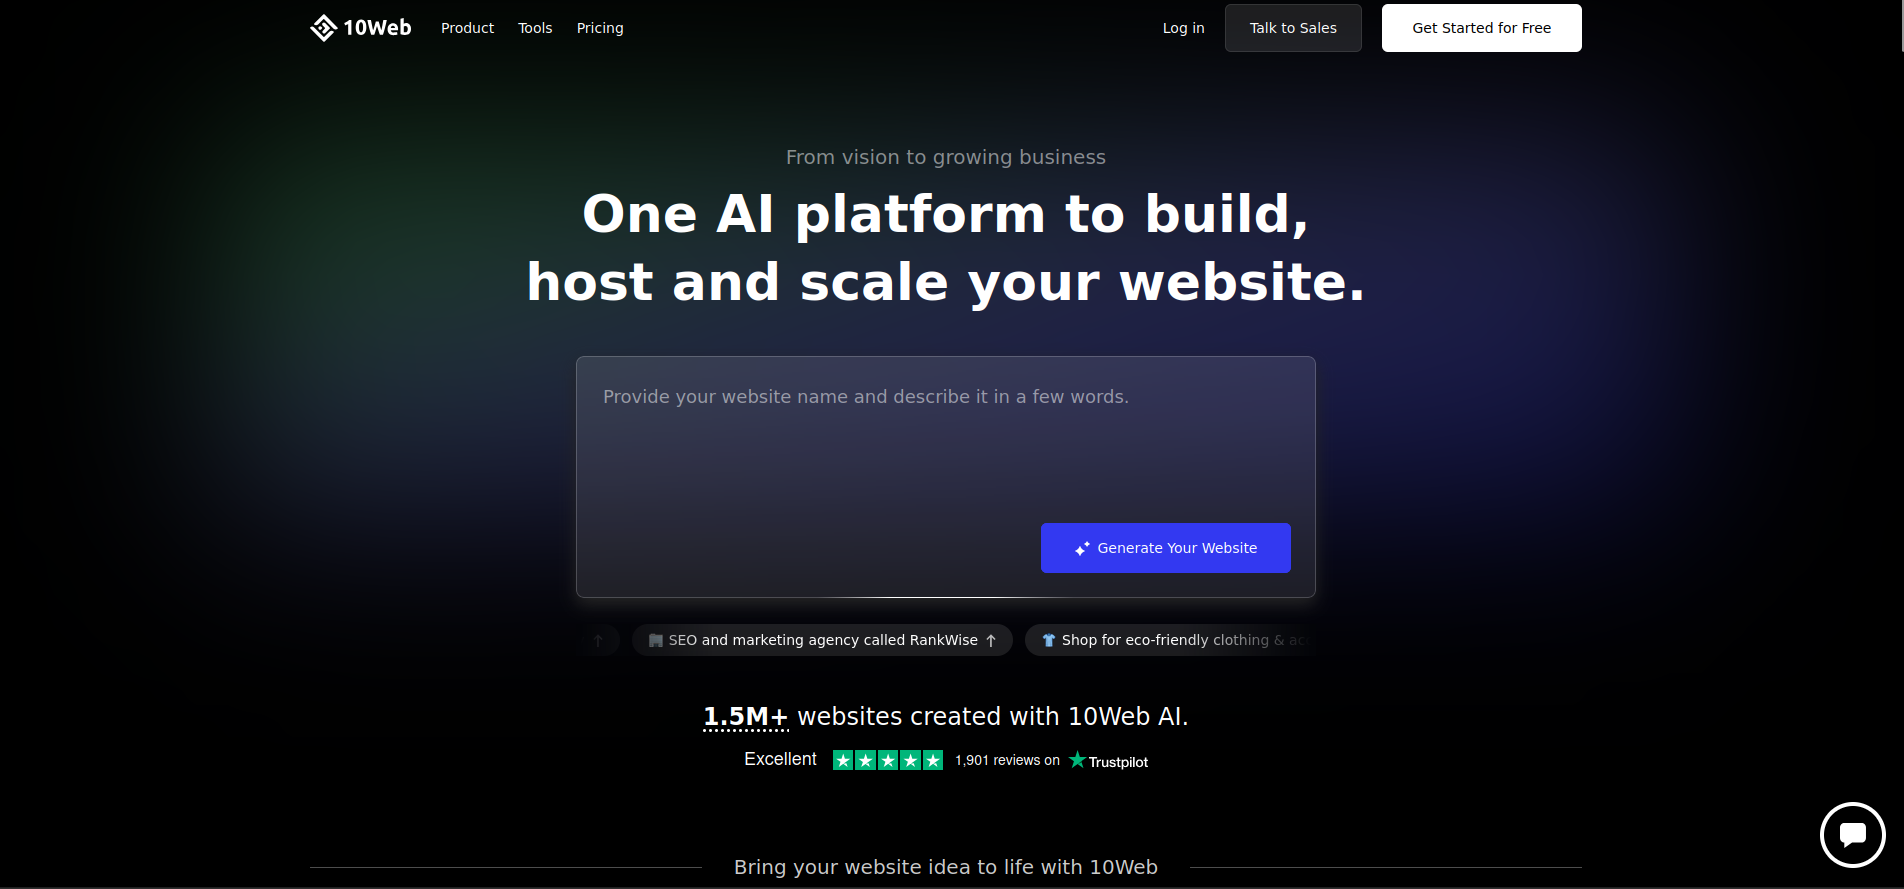 10Web
Product Tools Pricing
Log in
Talk to Sales
Get Started for Free
From vision to growing business
One AI platform to build,
host and scale your website.
Provide your website name and describe it in a few words.
Generate Your Website
↑
SEO and marketing agency called RankWise ↑
Shop for eco-friendly clothing &
1.5M+ websites created with 10Web AI.
Excellent
1,901 reviews on
Trustpilot
Bring your website idea to life with 10Web